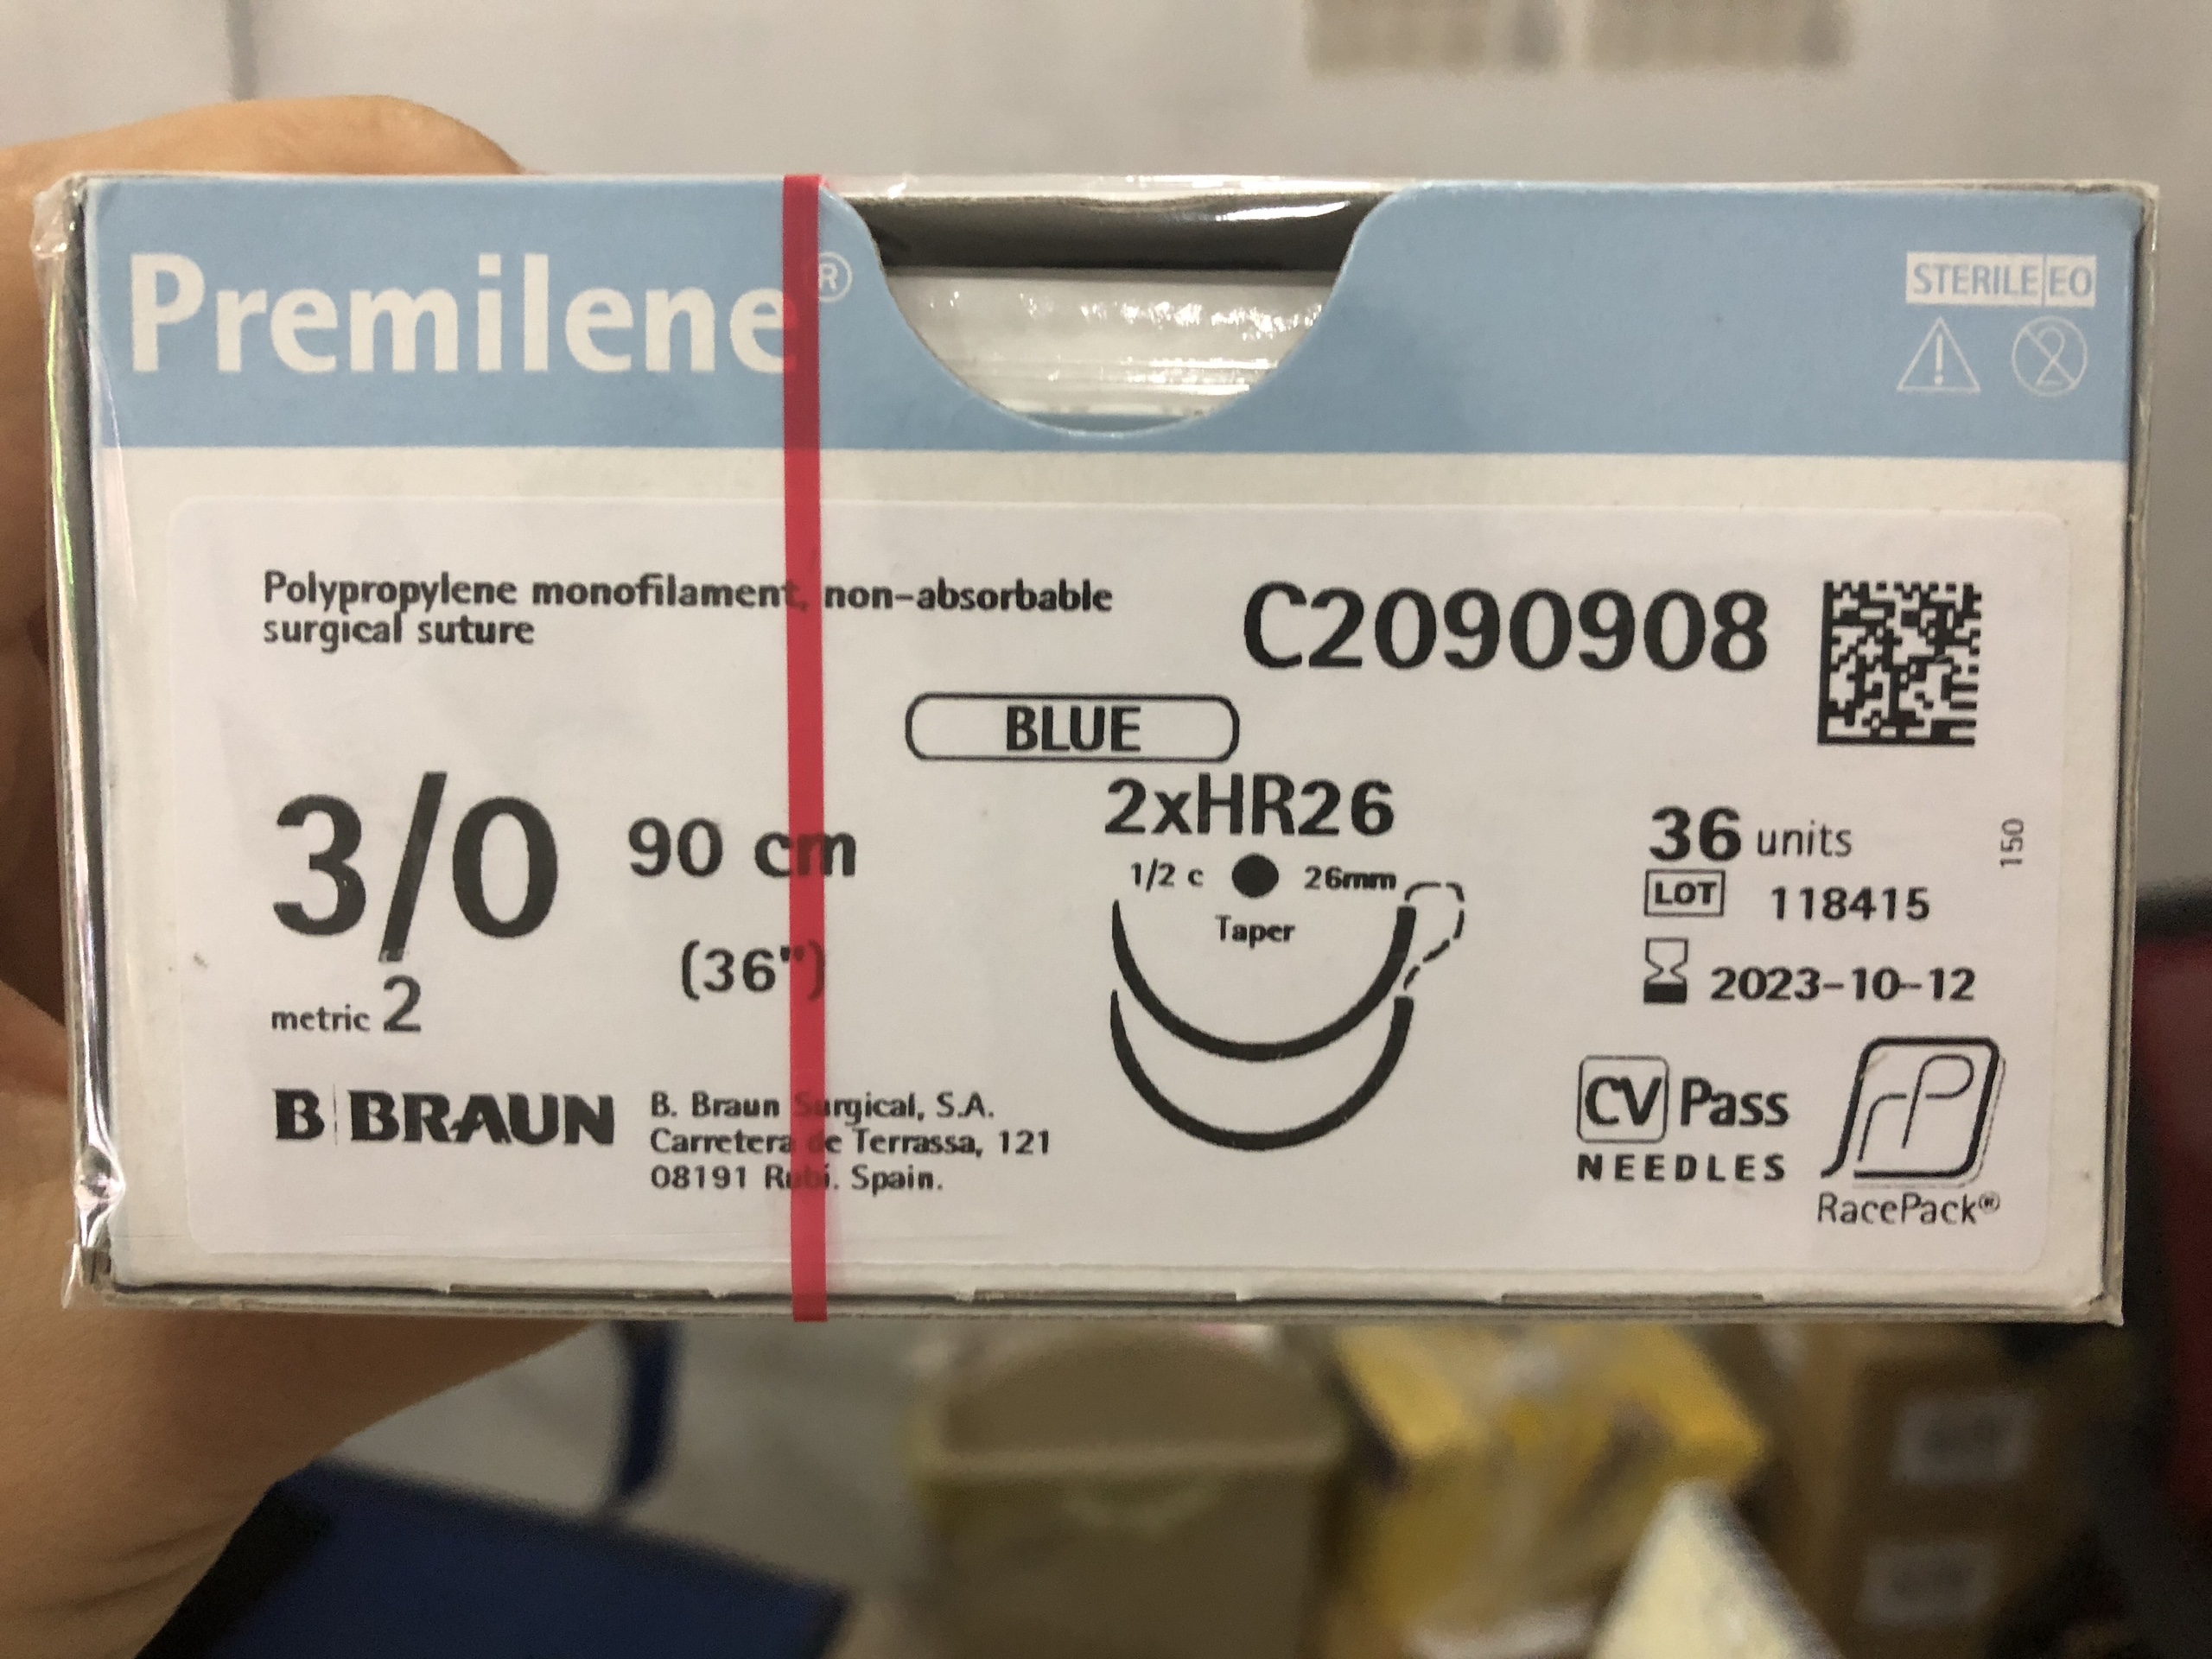 Premilene®
STERILE EO
Polypropylene monofilament, non-absorbable
surgical suture
C2090908
BLUE
3/0
90 cm
(36")
metric 2
2xHR26
1/2 c
26mm
Taper
36 units
150
LOT 118415
2023-10-12
B BRAUN
B. Braun Surgical, S.A.
Carretera de Terrassa, 121
08191 Rubí. Spain.
CV Pass
NEEDLES
rP
RacePack®